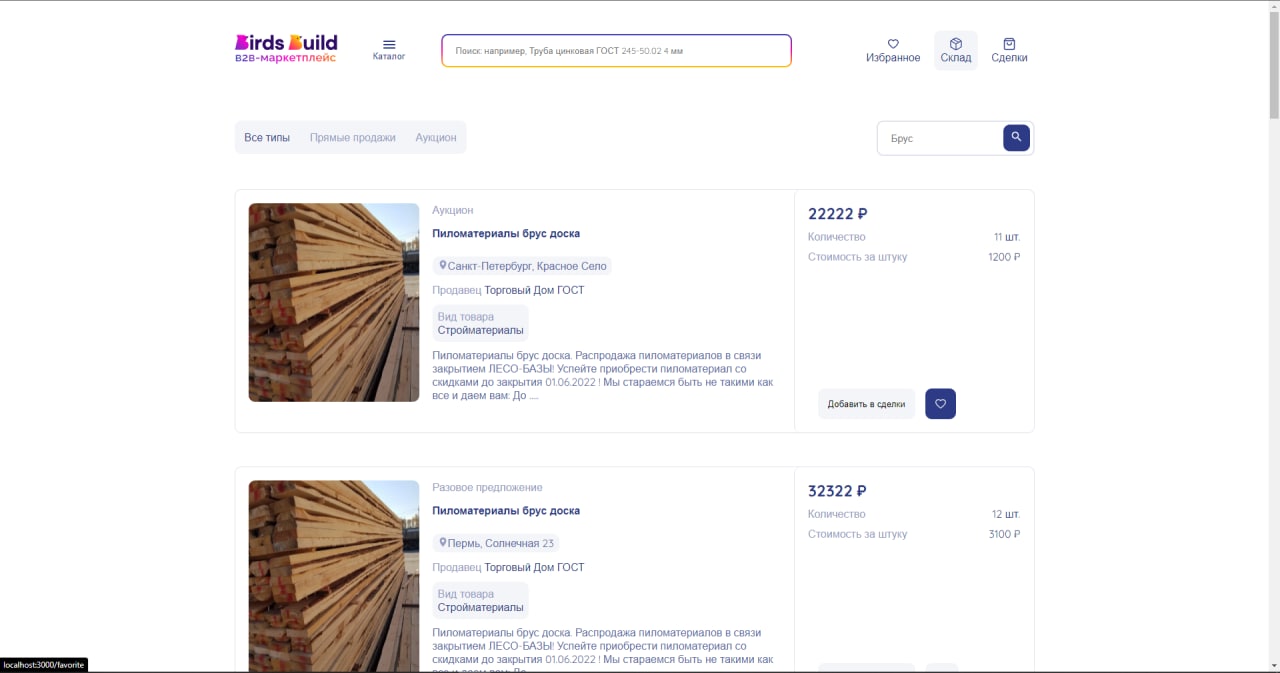 Birds Build
B2B-маркетплейс
Каталог
Поиск: например, Труба цинковая ГОСТ 245-50.02 4 мм
Избранное
Склад
Сделки
Все типы
Прямые продажи
Аукцион
Брус
Аукцион
Пиломатериалы брус доска
Санкт-Петербург, Красное Село
Продавец Торговый Дом ГОСТ
Вид товара
Стройматериалы
Пиломатериалы брус доска. Распродажа пиломатериалов в связи
закрытием ЛЕСО-БАЗЫ! Успейте приобрести пиломатериал со
скидками до закрытия 01.06.2022 ! Мы стараемся быть не такими как
все и даем вам: До ....
22222 ₽
Количество 11 шт.
Стоимость за штуку 1200 ₽
Добавить в сделки
Разовое предложение
Пиломатериалы брус доска
Пермь, Солнечная 23
Продавец Торговый Дом ГОСТ
Вид товара
Стройматериалы
Пиломатериалы брус доска. Распродажа пиломатериалов в связи
закрытием ЛЕСО-БАЗЫ! Успейте приобрести пиломатериал со
скидками до закрытия 01.06.2022 ! Мы стараемся быть не такими как
32322 ₽
Количество 12 шт.
Стоимость за штуку 3100 ₽
localhost:3000/favorite